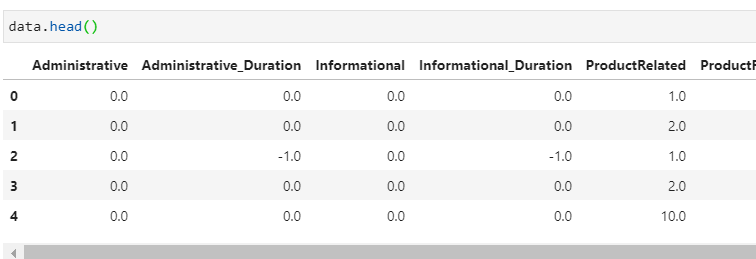 data.head()
Administrative Administrative_Duration Informational Informational_Duration ProductRelated ProductR
0 0.0 0.0 0.0 0.0 1.0
1 0.0 0.0 0.0 0.0 2.0
2 0.0 -1.0 0.0 -1.0 1.0
3 0.0 0.0 0.0 0.0 2.0
4 0.0 0.0 0.0 0.0 10.0